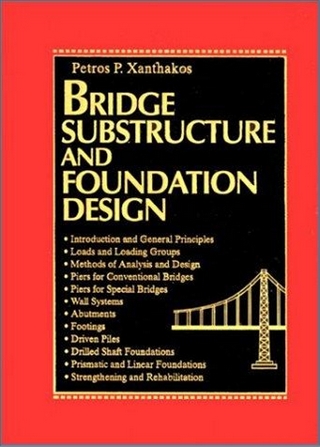 Petros P. Xanthakos
BRIDGE
SUBSTRUCTURE
AND
FOUNDATION
DESIGN
• Introduction and General Principles
• Loads and Loading Groups
• Methods of Analysis and Design
• Piers for Conventional Bridges
• Piers for Special Bridges
• Wall Systems
• Abutments
• Footings
• Driven Piles
• Drilled Shaft Foundations
• Prismatic and Linear Foundations
• Strengthening and Rehabilitation